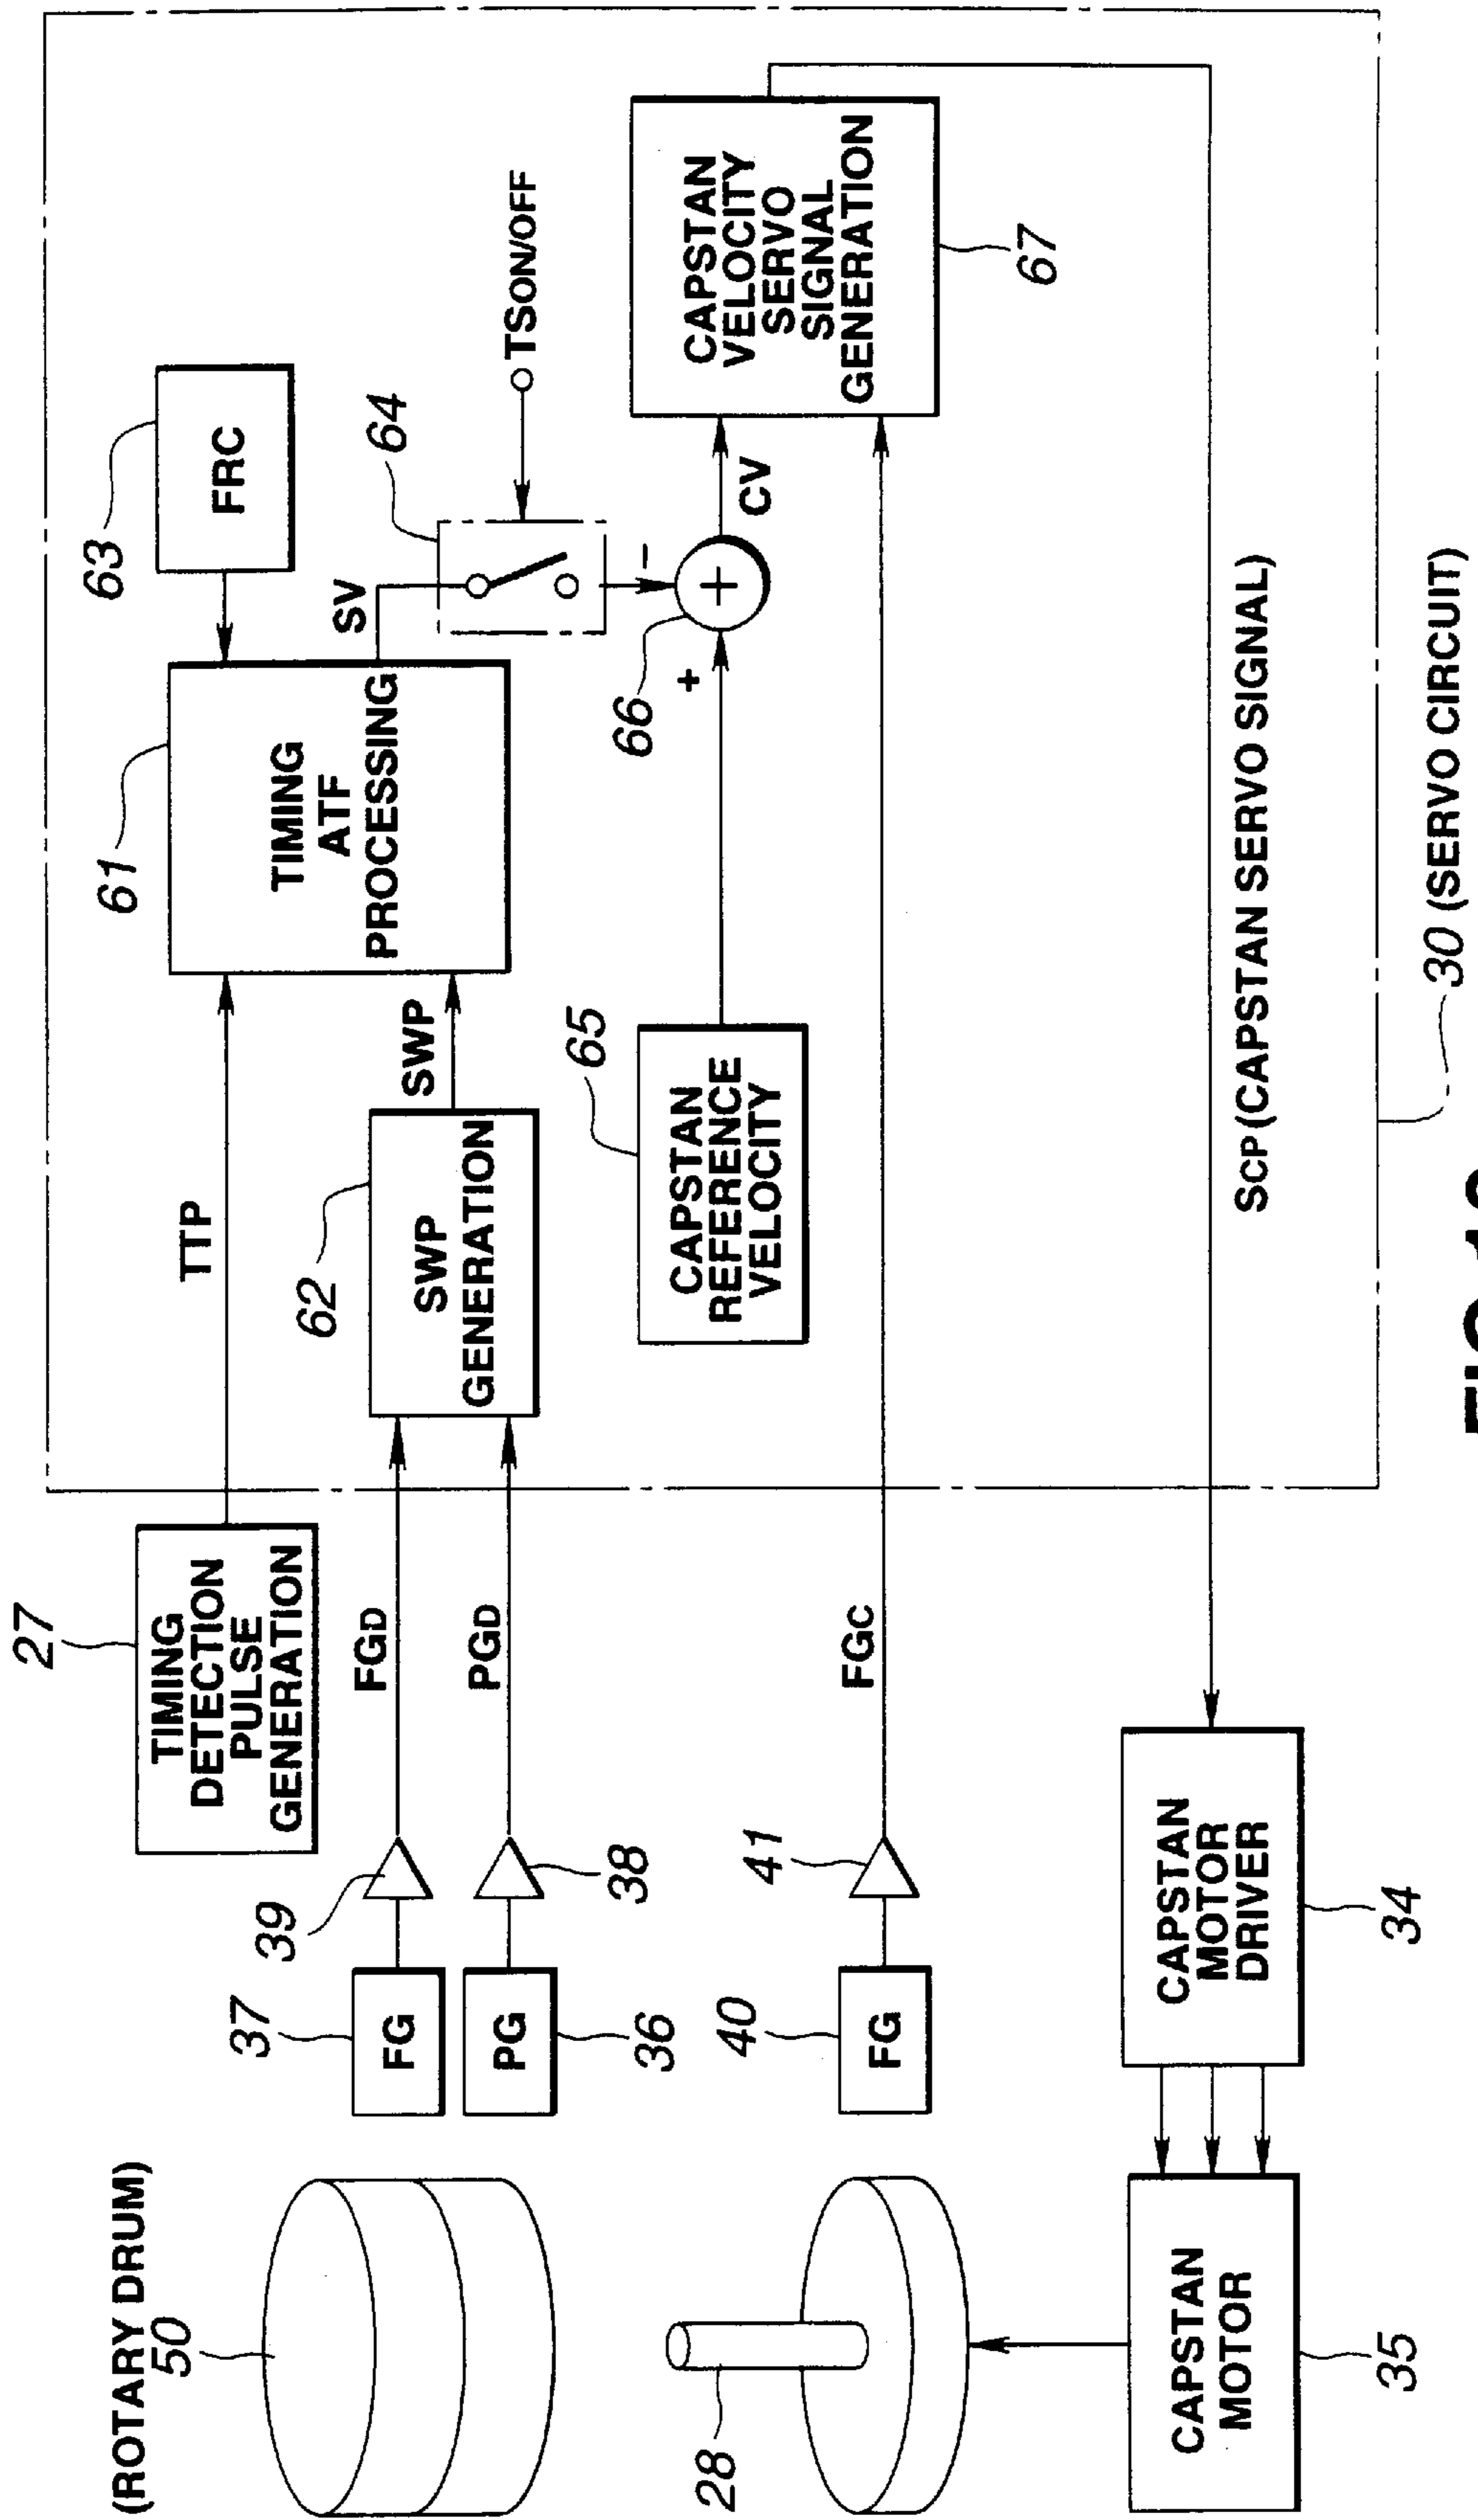 (ROTARY DRUM)
50
27
TIMING
DETECTION
PULSE
GENERATION
TTP
61
TIMING
ATF
PROCESSING
63
FRC
37
FG
39
FGD
PG
36
38
PGD
62
SWP
GENERATION
SWP
SV
64
TSON/OFF
65
CAPSTAN
REFERENCE
VELOCITY
+
66
+
-
CV
CAPSTAN
VELOCITY
SERVO
SIGNAL
GENERATION
67
28
40
FG
41
FGC
35
CAPSTAN
MOTOR
34
CAPSTAN
MOTOR
DRIVER
SCP (CAPSTAN SERVO SIGNAL)
30 (SERVO CIRCUIT)